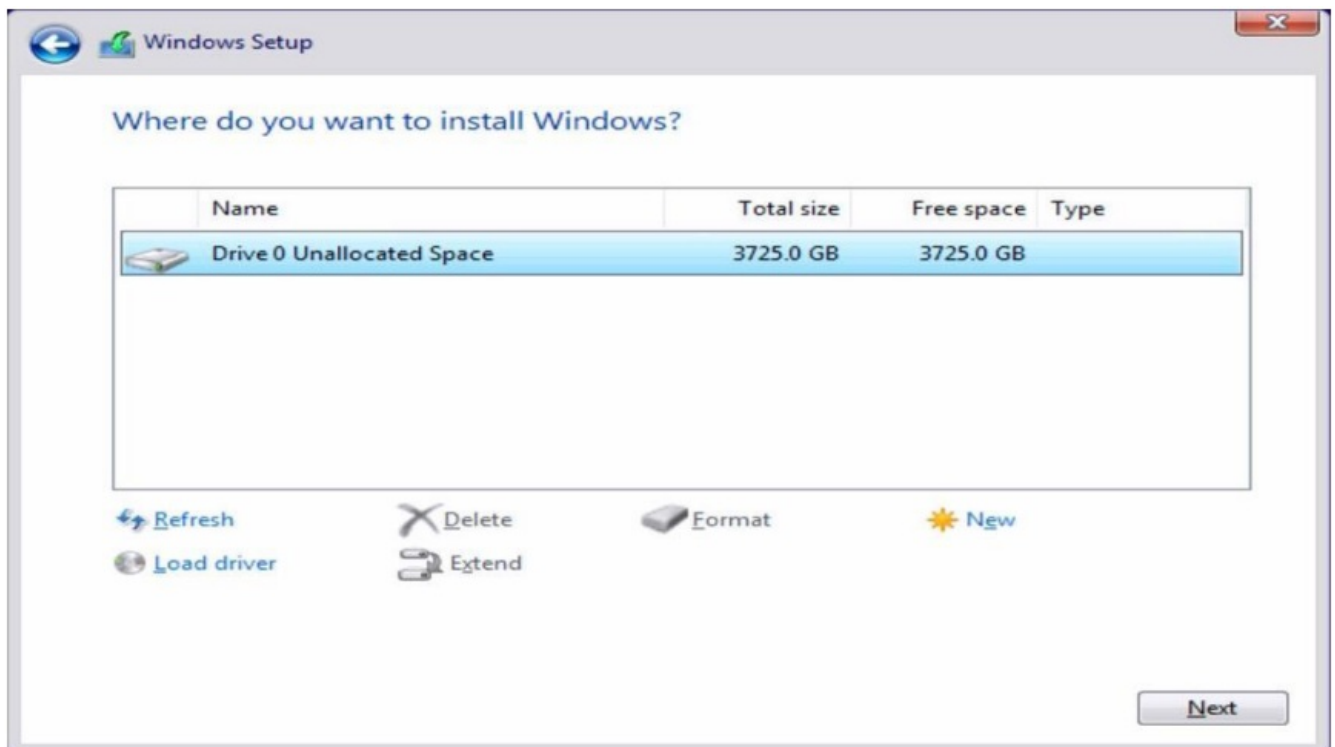 Windows Setup
Where do you want to install Windows?
Name Total size Free space Type
Drive 0 Unallocated Space 3725.0 GB 3725.0 GB
Refresh Delete Format New
Load driver Extend
Next